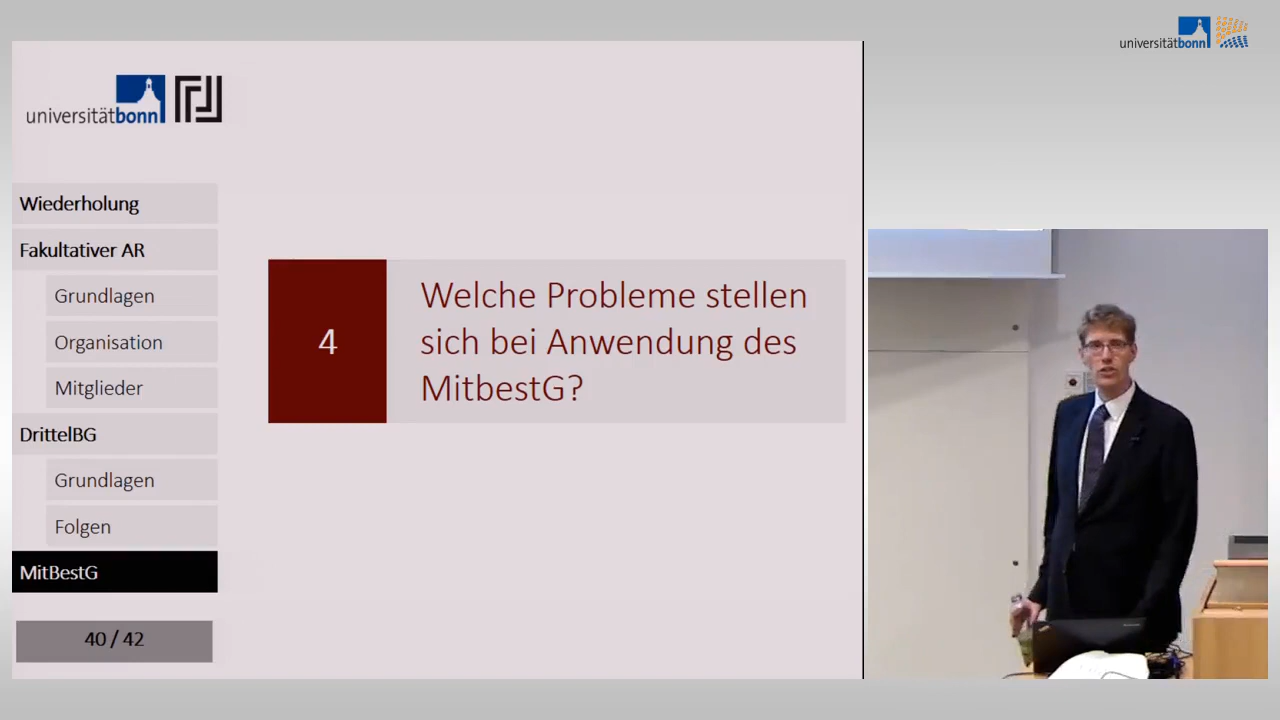 universitätbonn
universitätbonn
Wiederholung
Fakultativer AR
Grundlagen
Organisation
Mitglieder
DrittelBG
Grundlagen
Folgen
MitBestG
40 / 42
4
Welche Probleme stellen
sich bei Anwendung des
MitbestG?